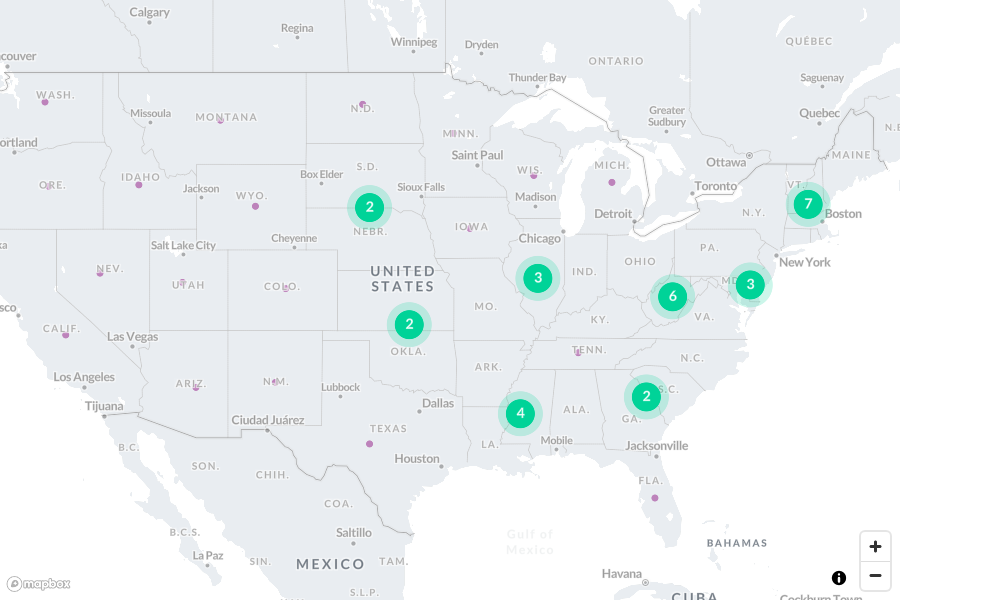 Calgary
Regina
Winnipeg
Dryden
Thunder Bay
ONTARIO
QUÉBEC
Saguenay
Quebec
Greater
Sudbury
Ottawa
MAINE
N.B
couver
WASH.
Missoula
MONTANA
N.D.
MINN.
Saint Paul
ortland
ORE.
IDAHO
Jackson
WYO.
Box Elder
S.D.
Sioux Falls
WIS.
Madison
MICH.
Detroit
Toronto
N.Y.
VT.
7
Boston
2
NEBR.
IOWA
Chicago
Salt Lake City
Cheyenne
NEV.
UTAH
COLO.
UNITED
STATES
3
IND.
OHIO
PA.
New York
MD.
3
6
VA.
MO.
KY.
sco
CALIF.
Las Vegas
2
OKLA.
ARK.
TENN.
N.C.
Los Angeles
Tijuana
ARIZ.
N.M.
Lubbock
Dallas
Ciudad Juárez
TEXAS
4
ALA.
2
S.C.
GA.
LA.
Mobile
Jacksonville
Houston
B.C.
SON.
CHIH.
COA.
FLA.
B.C.S.
La Paz
SIN.
Saltillo
MEXICO
TAM.
S.L.P.
Gulf of
Mexico
BAHAMAS
Havana
CUBA
Cockburn Town
+
−
i
mapbox